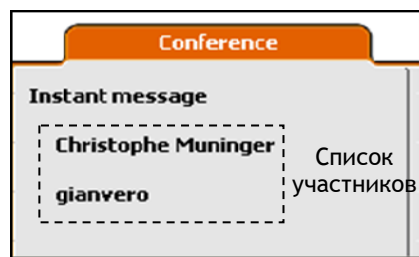 Conference
Instant message
Christophe Muninger
gianvero
Список
участников